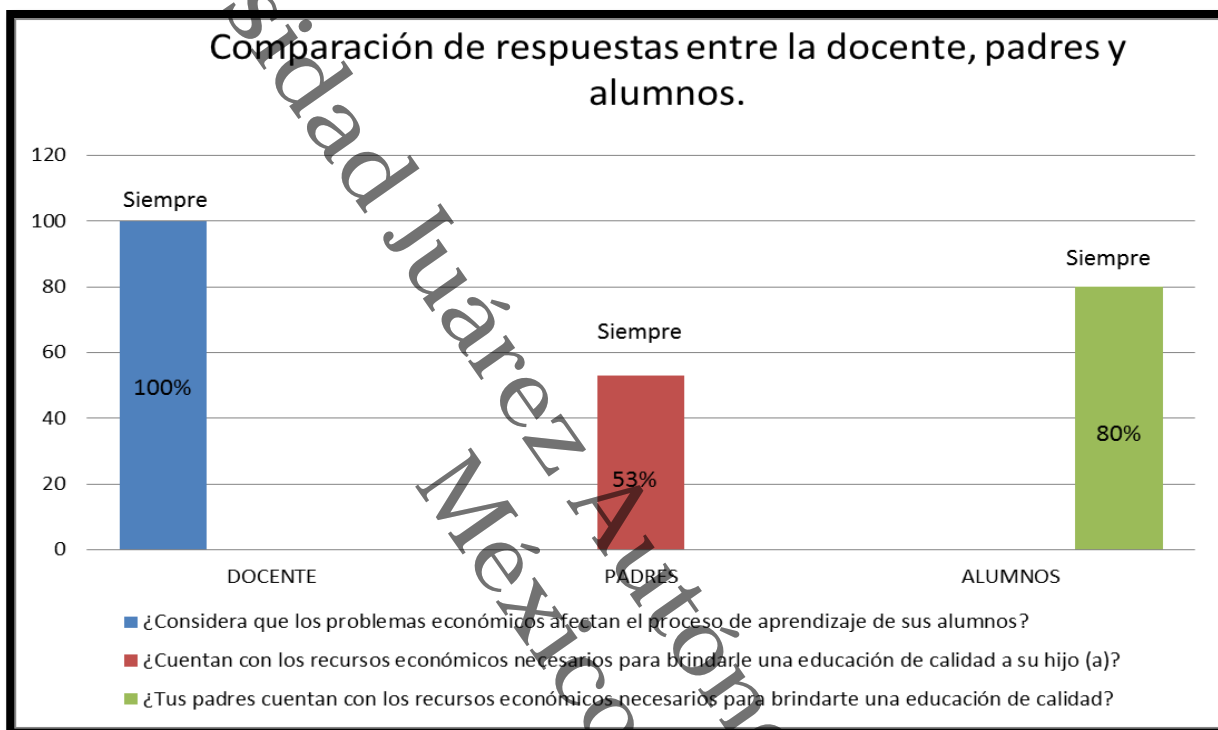 Comparación de respuestas entre la docente, padres y
alumnos.
120
100
80
60
40
20
0
Siempre
100%
Siempre
53%
Siempre
80%
DOCENTE
PADRES
ALUMNOS
¿Considera que los problemas económicos afectan el proceso de aprendizaje de sus alumnos?
¿Cuentan con los recursos económicos necesarios para brindarle una educación de calidad a su hijo (a)?
¿Tus padres cuentan con los recursos económicos necesarios para brindarte una educación de calidad?
sidad Juárez Autón
México